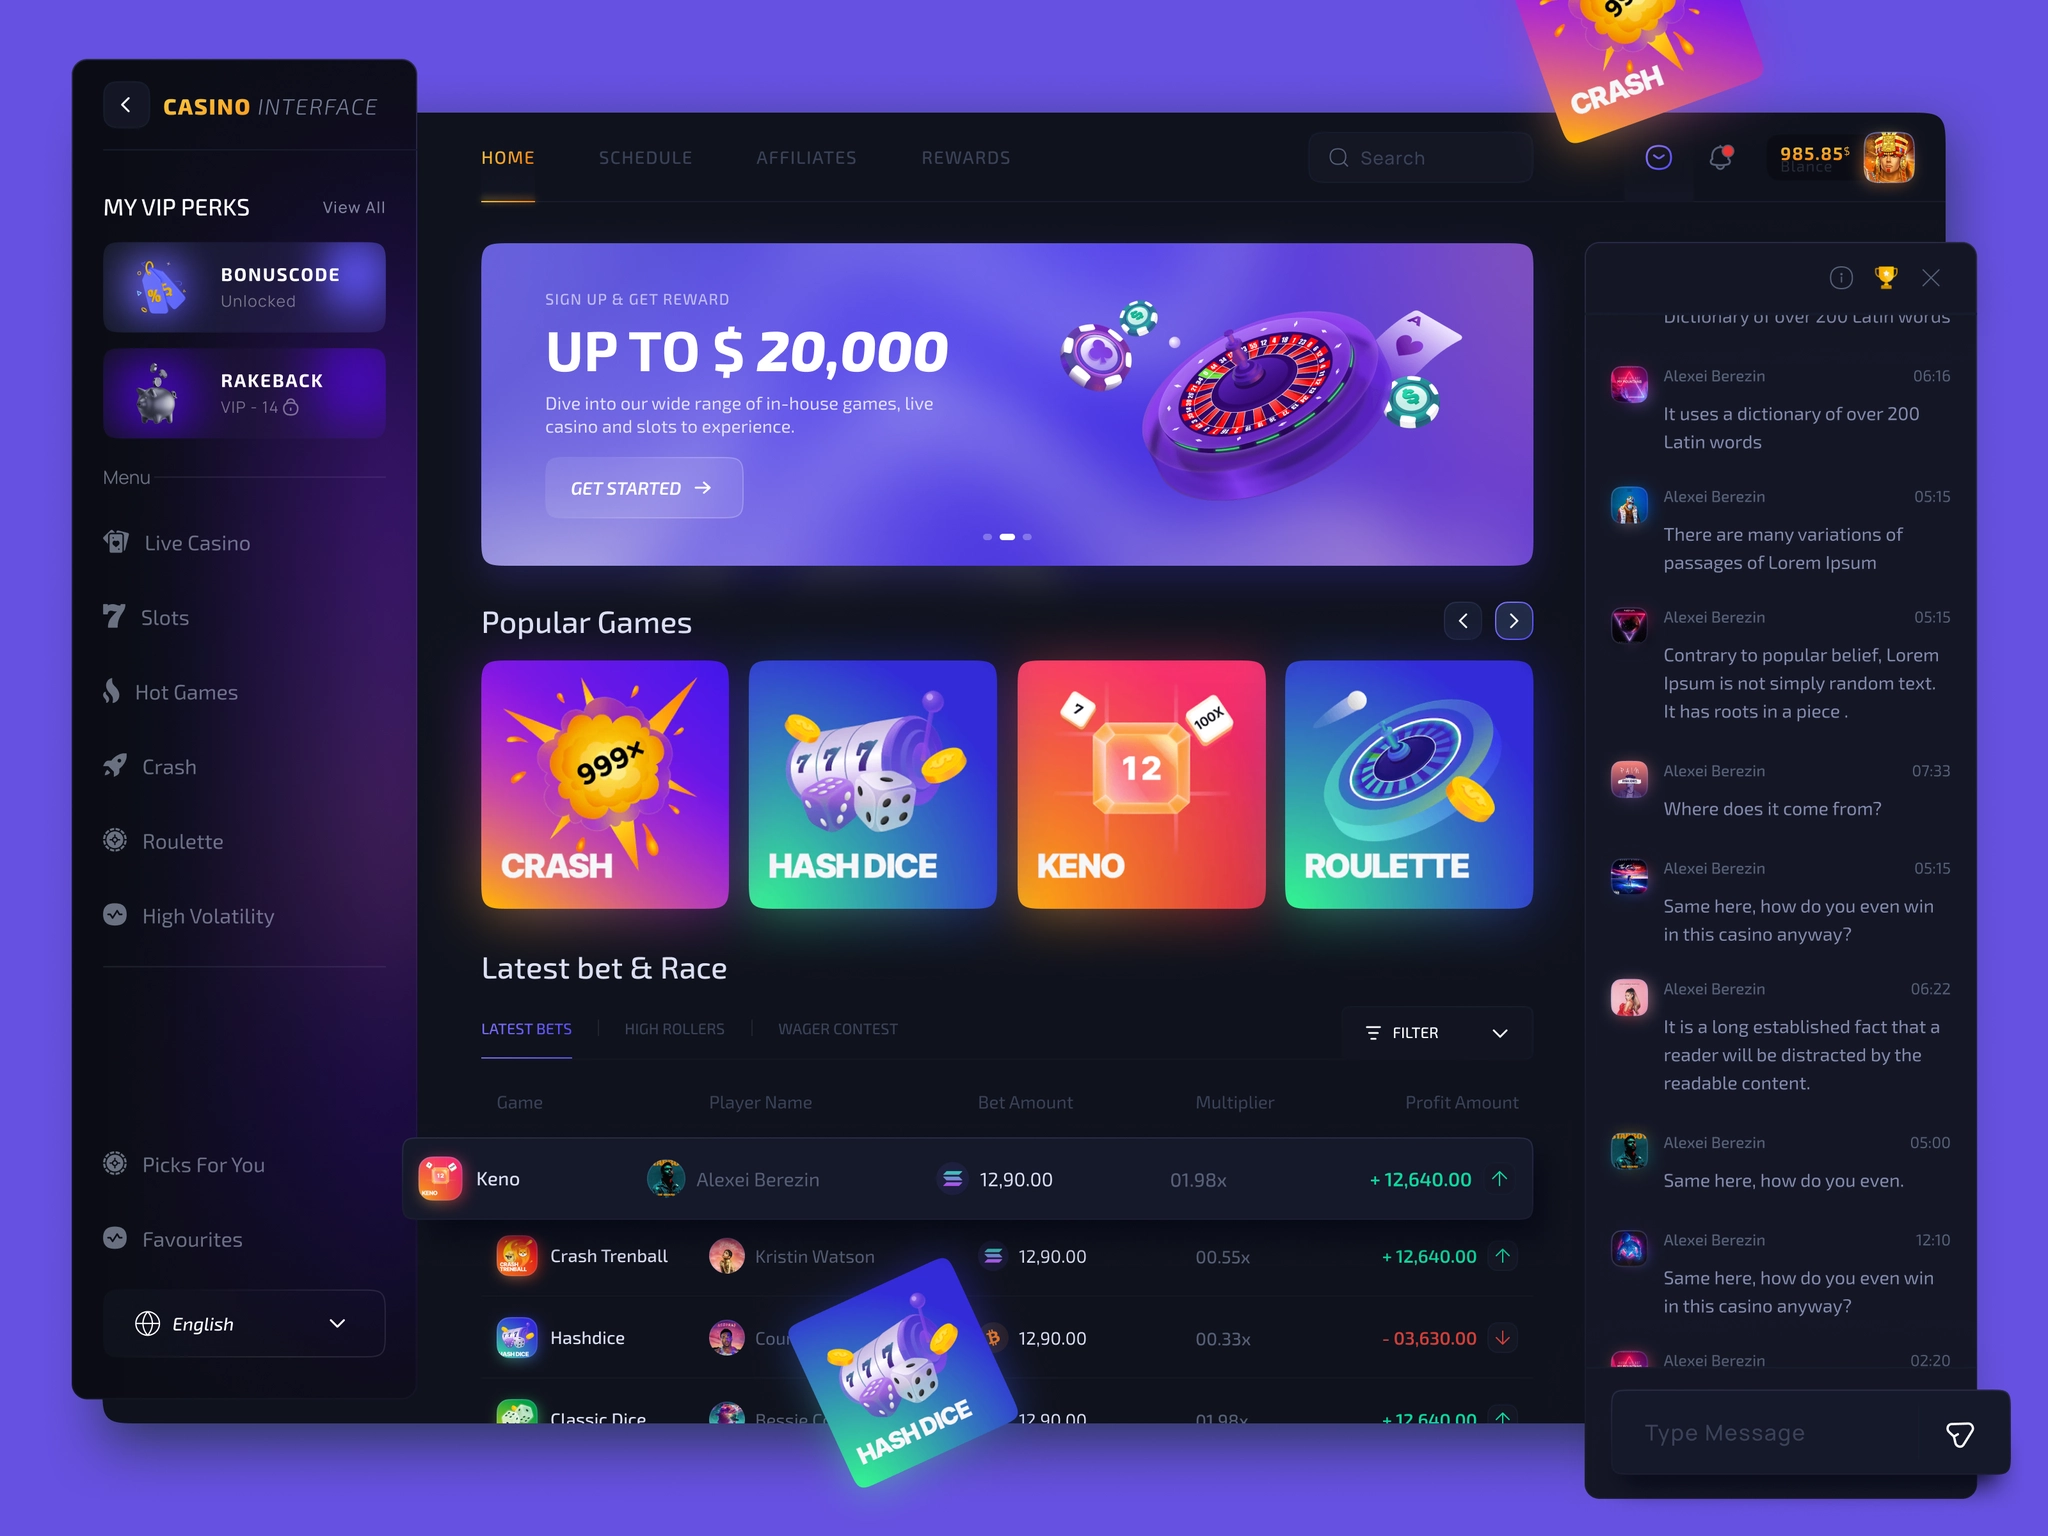 CASINO INTERFACE
MY VIP PERKS
View All
BONUSCODE
Unlocked
RAKEBACK
VIP - 14
Menu
Live Casino
Slots
Hot Games
Crash
Roulette
High Volatility
Picks For You
Favourites
English
HOME
SCHEDULE
AFFILIATES
REWARDS
Search
985.85$
Blance
CRASH
SIGN UP & GET REWARD
UP TO $ 20,000
Dive into our wide range of in-house games, live
casino and slots to experience.
GET STARTED
A
Popular Games
999×
CRASH
7 7 7
HASH DICE
7
100X
12
KENO
ROULETTE
Latest bet & Race
LATEST BETS
HIGH ROLLERS
WAGER CONTEST
FILTER
Game
Player Name
Bet Amount
Multiplier
Profit Amount
Keno
Alexei Berezin
12,90.00
01.98x
+ 12,640.00
Crash Trenball
Kristin Watson
12,90.00
00.55x
+ 12,640.00
Hashdice
12,90.00
00.33x
- 03,630.00
Classic Dice
Bessie
12,90.00
01.98x
+ 12,640.00
7 7 7
HASH DICE
Dictionary of over 200 Latin words
Alexei Berezin
06:16
It uses a dictionary of over 200
Latin words
Alexei Berezin
05:15
There are many variations of
passages of Lorem Ipsum
Alexei Berezin
05:15
Contrary to popular belief, Lorem
Ipsum is not simply random text.
It has roots in a piece .
Alexei Berezin
07:33
Where does it come from?
Alexei Berezin
05:15
Same here, how do you even win
in this casino anyway?
Alexei Berezin
06:22
It is a long established fact that a
reader will be distracted by the
readable content.
Alexei Berezin
05:00
Same here, how do you even.
Alexei Berezin
12:10
Same here, how do you even win
in this casino anyway?
Alexei Berezin
02:20
Type Message